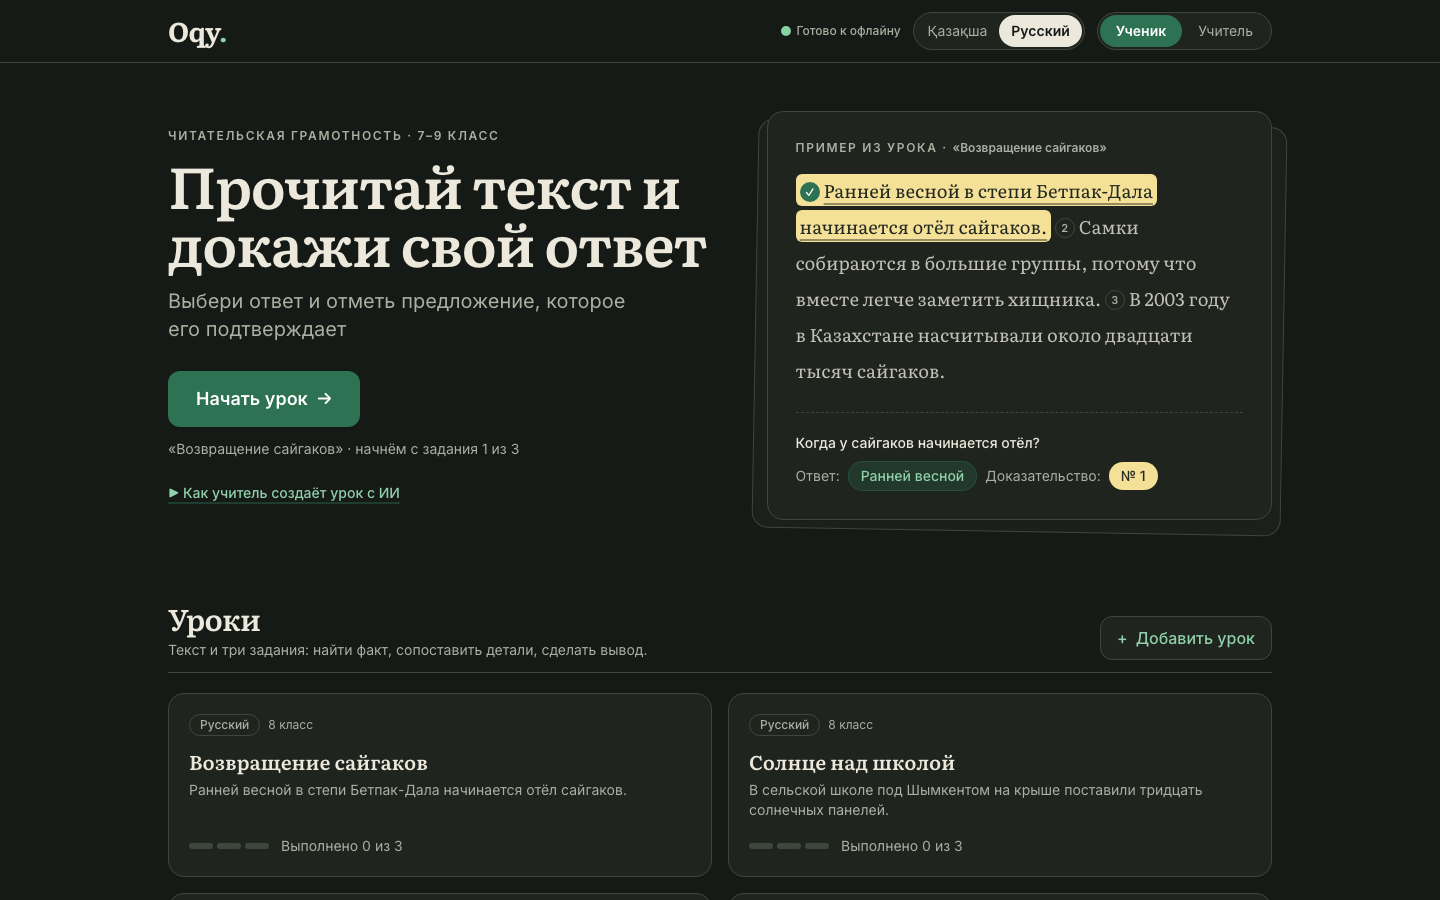 Oqy.
Готово к офлайну
Қазақша
Русский
Ученик
Учитель
ЧИТАТЕЛЬСКАЯ ГРАМОТНОСТЬ · 7–9 КЛАСС
Прочитай текст и
докажи свой ответ
Выбери ответ и отметь предложение, которое
его подтверждает
Начать урок →
«Возвращение сайгаков» · начнём с задания 1 из 3
▶ Как учитель создаёт урок с ИИ
ПРИМЕР ИЗ УРОКА · «Возвращение сайгаков»
✓ Ранней весной в степи Бетпак-Дала
начинается отёл сайгаков. 2 Самки
собираются в большие группы, потому что
вместе легче заметить хищника. 3 В 2003 году
в Казахстане насчитывали около двадцати
тысяч сайгаков.
Когда у сайгаков начинается отёл?
Ответ: Ранней весной Доказательство: № 1
Уроки
Текст и три задания: найти факт, сопоставить детали, сделать вывод.
+ Добавить урок
Русский 8 класс
Возвращение сайгаков
Ранней весной в степи Бетпак-Дала начинается отёл сайгаков.
Выполнено 0 из 3
Русский 8 класс
Солнце над школой
В сельской школе под Шымкентом на крыше поставили тридцать
солнечных панелей.
Выполнено 0 из 3